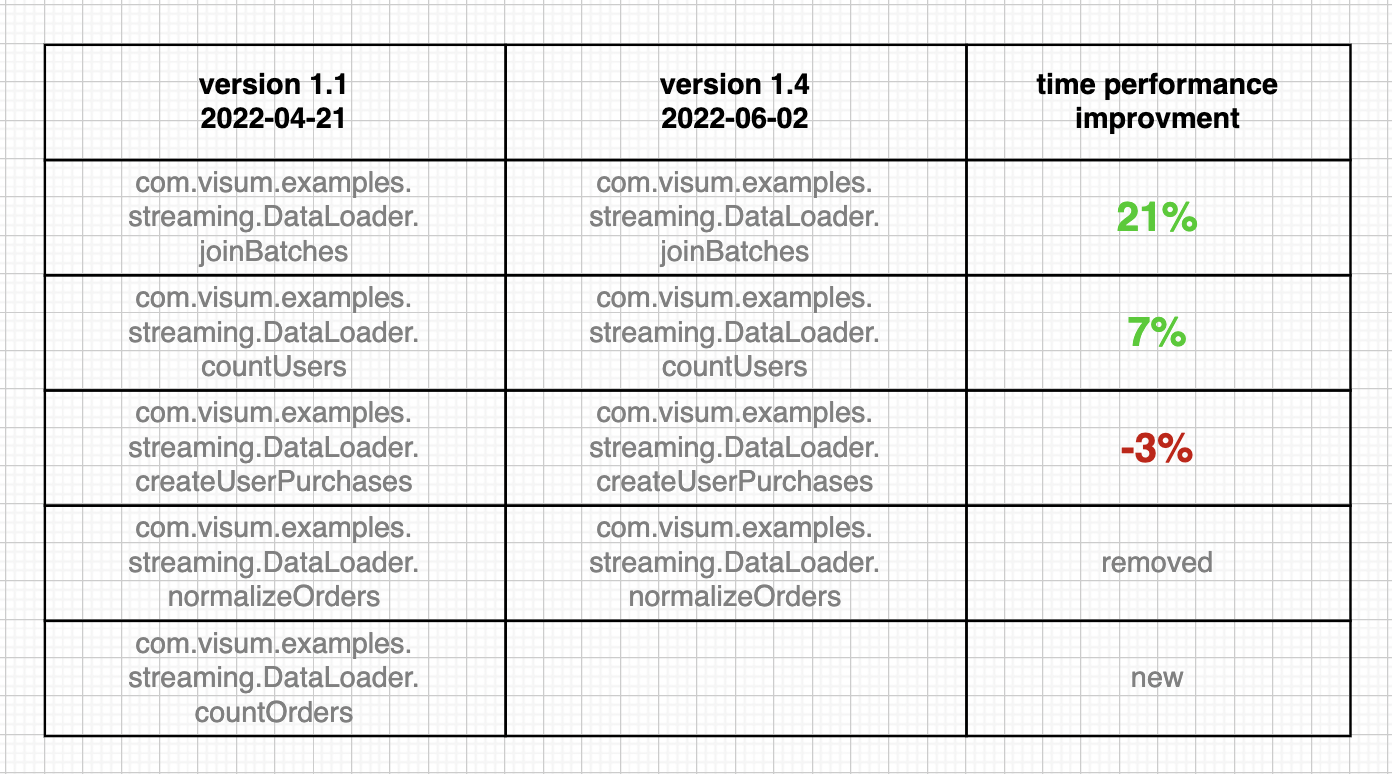 version 1.1
2022-04-21
version 1.4
2022-06-02
time performance
improvment
com.visum.examples.
streaming.DataLoader.
joinBatches
com.visum.examples.
streaming.DataLoader.
joinBatches
21%
com.visum.examples.
streaming.DataLoader.
countUsers
com.visum.examples.
streaming.DataLoader.
countUsers
7%
com.visum.examples.
streaming.DataLoader.
createUserPurchases
com.visum.examples.
streaming.DataLoader.
createUserPurchases
-3%
com.visum.examples.
streaming.DataLoader.
normalizeOrders
com.visum.examples.
streaming.DataLoader.
normalizeOrders
removed
com.visum.examples.
streaming.DataLoader.
countOrders
new